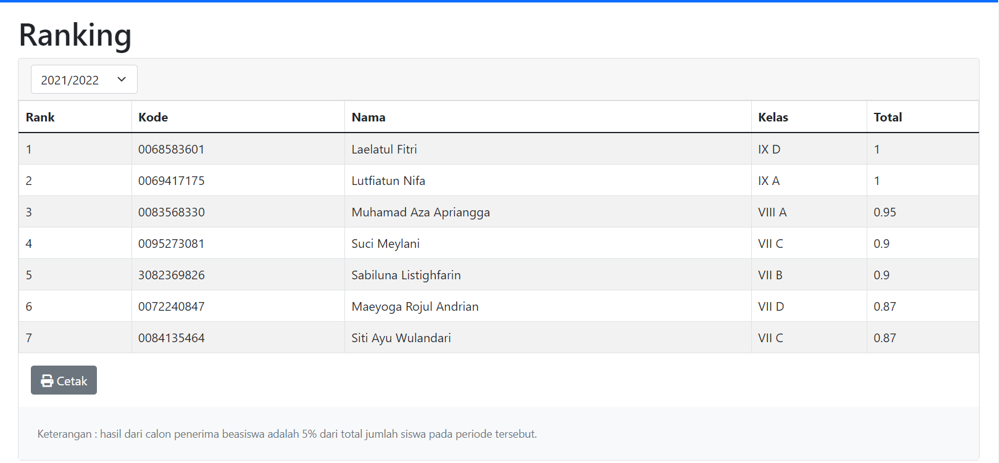 Ranking
2021/2022
Rank Kode Nama Kelas Total
1 0068583601 Laelatul Fitri IX D 1
2 0069417175 Lutfiatun Nifa IX A 1
3 0083568330 Muhamad Aza Apriangga VIII A 0.95
4 0095273081 Suci Meylani VII C 0.9
5 3082369826 Sabiluna Listighfarin VII B 0.9
6 0072240847 Maeyoga Rojul Andrian VII D 0.87
7 0084135464 Siti Ayu Wulandari VII C 0.87
Cetak
Keterangan : hasil dari calon penerima beasiswa adalah 5% dari total jumlah siswa pada periode tersebut.